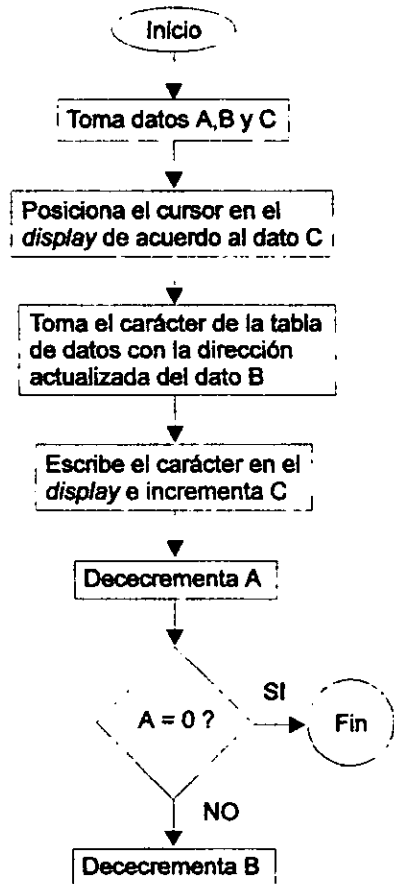 Inicio
Toma datos A,B y C
Posiciona el cursor en el
display de acuerdo al dato C
Toma el carácter de la tabla
de datos con la dirección
actualizada del dato B
Escribe el carácter en el
display e incrementa C
Dececrementa A
A = 0 ?
SI
Fin
NO
Dececrementa B